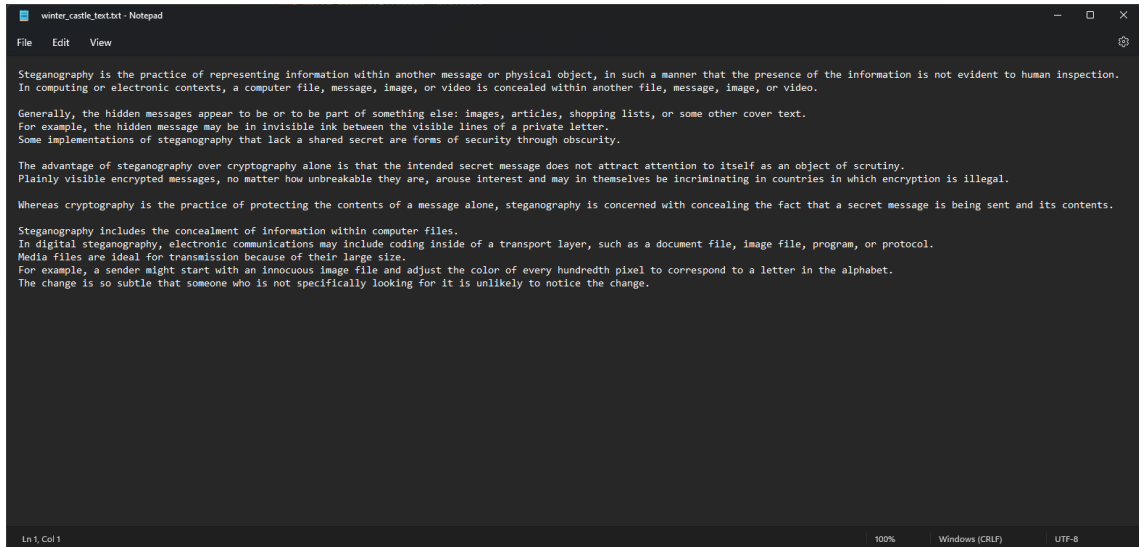 winter_castle_text.txt - Notepad
File Edit View
Steganography is the practice of representing information within another message or physical object, in such a manner that the presence of the information is not evident to human inspection.
In computing or electronic contexts, a computer file, message, image, or video is concealed within another file, message, image, or video.
Generally, the hidden messages appear to be or to be part of something else: images, articles, shopping lists, or some other cover text.
For example, the hidden message may be in invisible ink between the visible lines of a private letter.
Some implementations of steganography that lack a shared secret are forms of security through obscurity.
The advantage of steganography over cryptography alone is that the intended secret message does not attract attention to itself as an object of scrutiny.
Plainly visible encrypted messages, no matter how unbreakable they are, arouse interest and may in themselves be incriminating in countries in which encryption is illegal.
Whereas cryptography is the practice of protecting the contents of a message alone, steganography is concerned with concealing the fact that a secret message is being sent and its contents.
Steganography includes the concealment of information within computer files.
In digital steganography, electronic communications may include coding inside of a transport layer, such as a document file, image file, program, or protocol.
Media files are ideal for transmission because of their large size.
For example, a sender might start with an innocuous image file and adjust the color of every hundredth pixel to correspond to a letter in the alphabet.
The change is so subtle that someone who is not specifically looking for it is unlikely to notice the change.
Ln 1, Col 1 100% Windows (CRLF) UTF-8